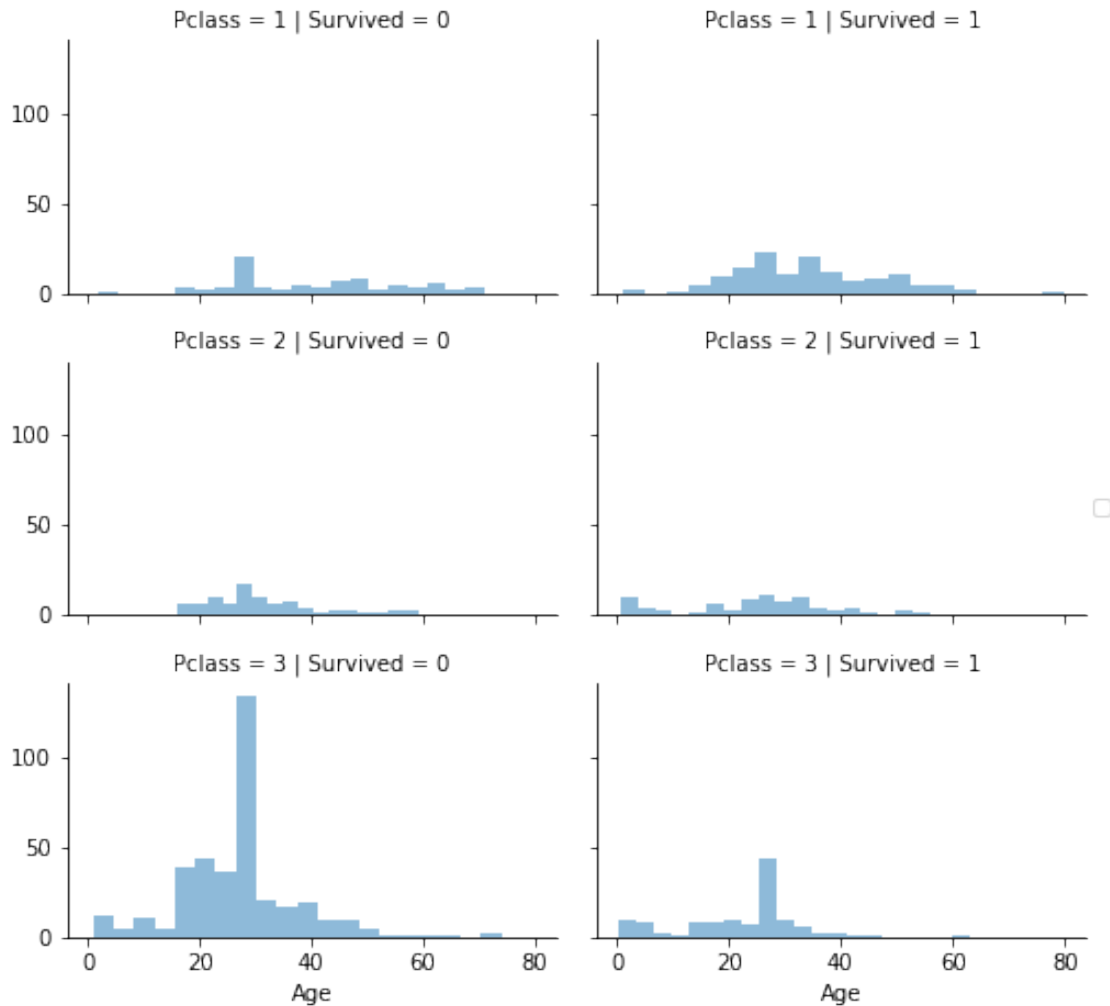 Pclass = 1 | Survived = 0
Pclass = 1 | Survived = 1
100
50
0
Pclass = 2 | Survived = 0
Pclass = 2 | Survived = 1
100
50
0
Pclass = 3 | Survived = 0
Pclass = 3 | Survived = 1
100
50
0
0 20 40 60 80
0 20 40 60 80
Age
Age